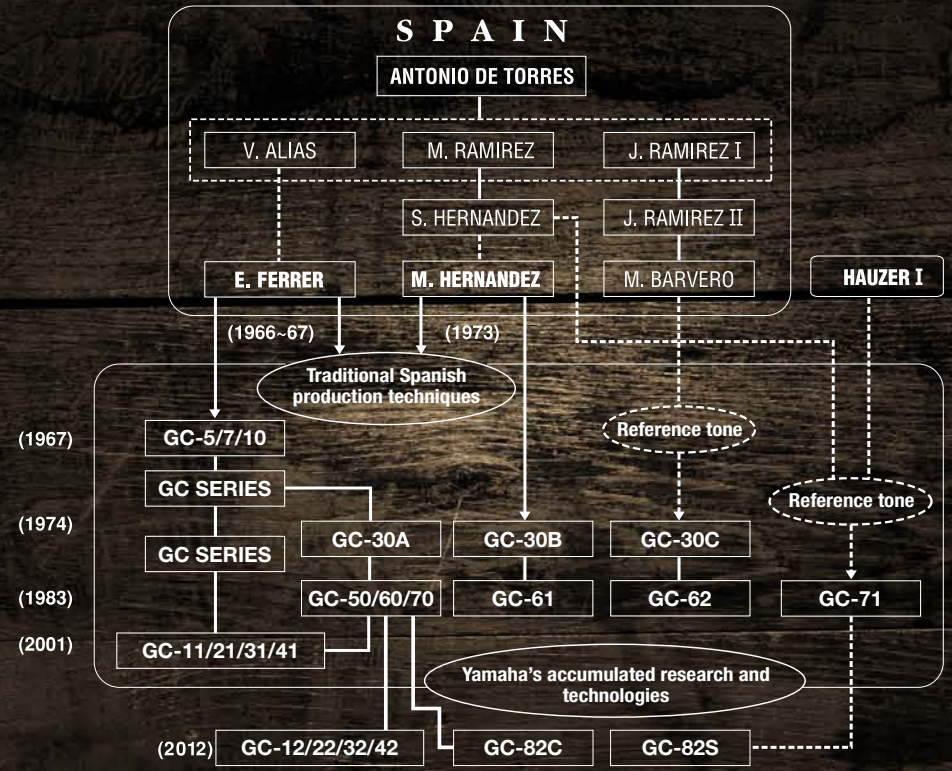 SPAIN
ANTONIO DE TORRES
V. ALIAS
M. RAMIREZ
J. RAMIREZ I
S. HERNANDEZ
J. RAMIREZ II
E. FERRER
M. HERNANDEZ
M. BARVERO
HAUZER I
(1966~67)
(1973)
Traditional Spanish
production techniques
(1967)
GC-5/7/10
Reference tone
GC SERIES
Reference tone
(1974)
GC SERIES
GC-30A
GC-30B
GC-30C
(1983)
GC-50/60/70
GC-61
GC-62
GC-71
(2001)
GC-11/21/31/41
Yamaha's accumulated research and
technologies
(2012)
GC-12/22/32/42
GC-82C
GC-82S